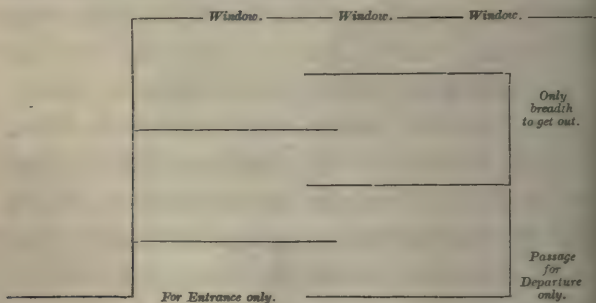 Window. Window. Window.
Only
breadth
to get out.
Passage
for
Departure
only.
For Entrance only.